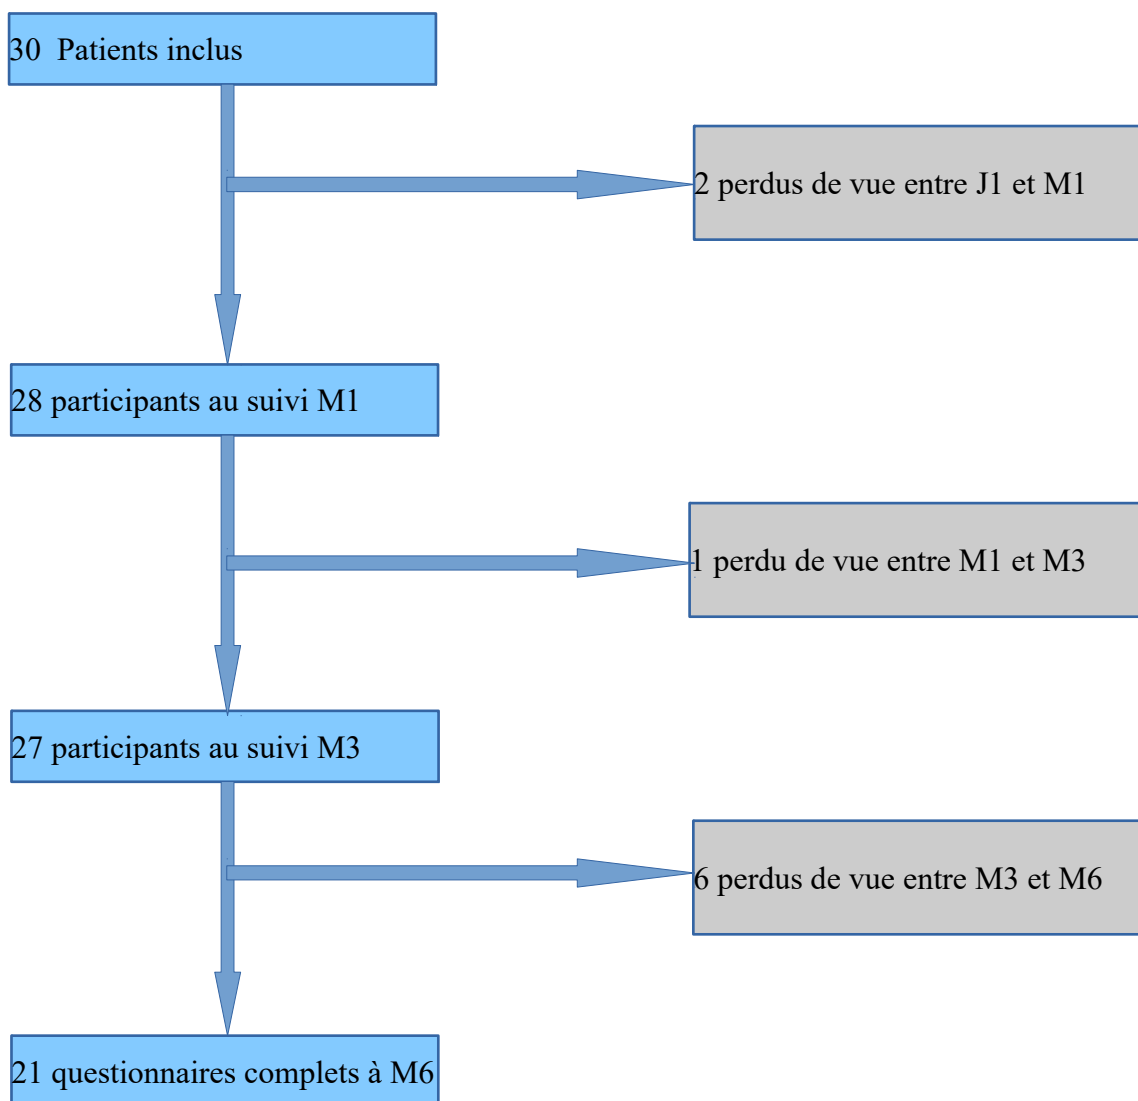 30  Patients inclus
2 perdus de vue entre J1 et M1
28 participants au suivi M1
1 perdu de vue entre M1 et M3
27 participants au suivi M3
6 perdus de vue entre M3 et M6
21 questionnaires complets à M6